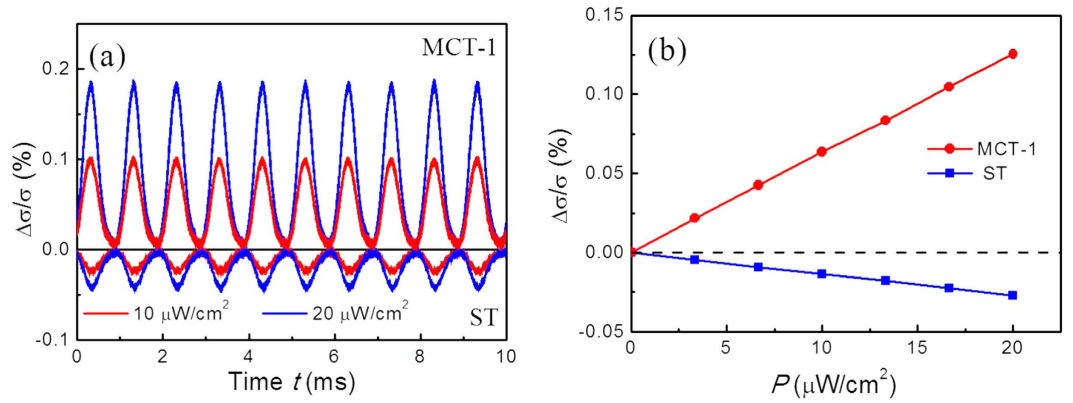 (a)
MCT-1
Δσ/σ (%)
0.2
0.1
0.0
-0.1
10 μW/cm²
20 μW/cm²
ST
0 2 4 6 8 10
Time t (ms)
(b)
Δσ/σ (%)
0.15
0.10
0.05
0.00
-0.05
MCT-1
ST
0 5 10 15 20
P (μW/cm²)